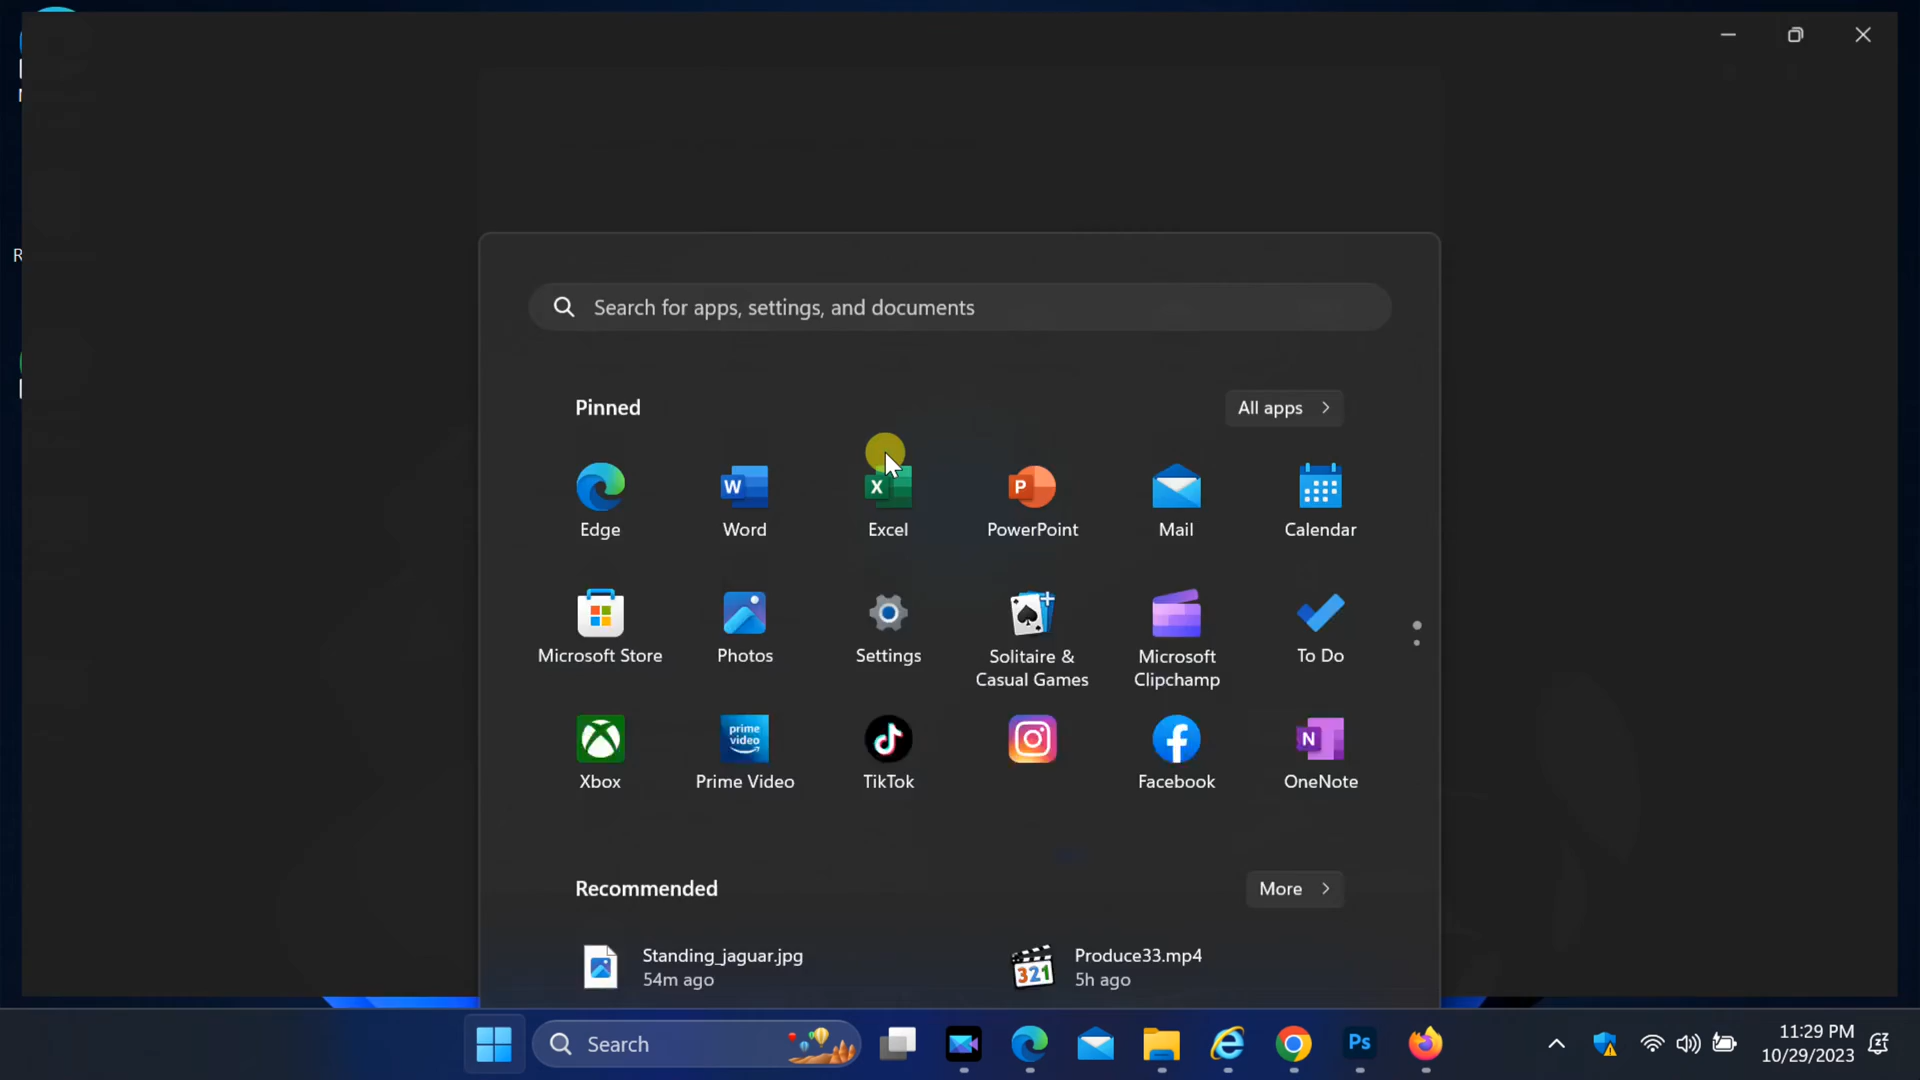 Search for apps, settings, and documents
Pinned
All apps
Edge
Word
Excel
PowerPoint
Mail
Calendar
Microsoft Store
Photos
Settings
Solitaire &
Casual Games
Microsoft
Clipchamp
To Do
prime
video
Xbox
Prime Video
TikTok
Facebook
OneNote
Recommended
More
Standing_jaguar.jpg
54m ago
321
Produce33.mp4
5h ago
Search
Ps
11:29 PM
10/29/2023